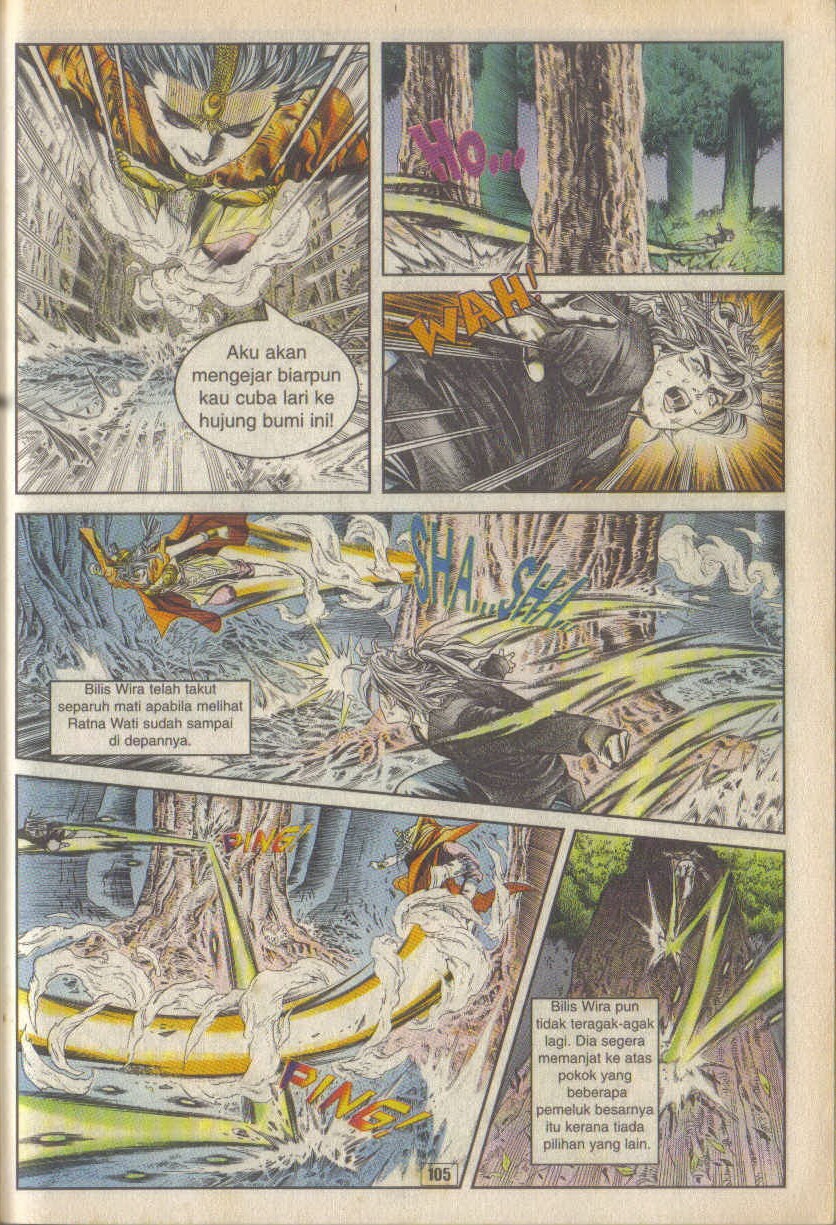 Aku akan
mengejar biarpun
kau cuba lari ke
hujung bumi ini!
HO...
WAH!
SHA...SHA..
Bilis Wira telah takut
separuh mati apabila melihat
Ratna Wati sudah sampai
di depannya.
PING!
PING!
Bilis Wira pun
tidak teragak-agak
lagi. Dia segera
memanjat ke atas
pokok yang
beberapa
pemeluk besarnya
itu kerana tiada
pilihan yang lain.
105